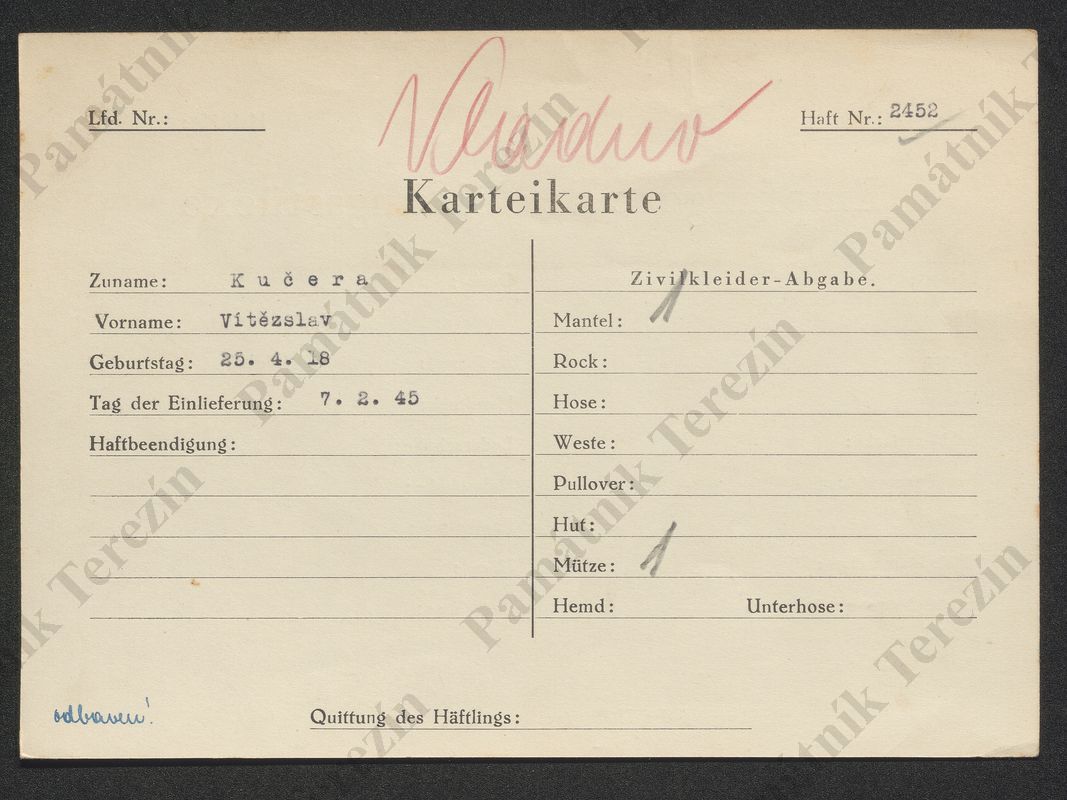 Kladno
Lfd. Nr.:
Haft Nr.: 2452
Karteikarte
Zuname: Kučera
Vorname: Vítězslav
Geburtstag: 25. 4. 18
Tag der Einlieferung: 7. 2. 45
Haftbeendigung:
Zivilkleider-Abgabe.
Mantel: 1
Rock:
Hose:
Weste:
Pullover:
Hut:
Mütze: 1
Hemd: Unterhose:
odbaven!
Quittung des Häftlings:
Památník Terezín